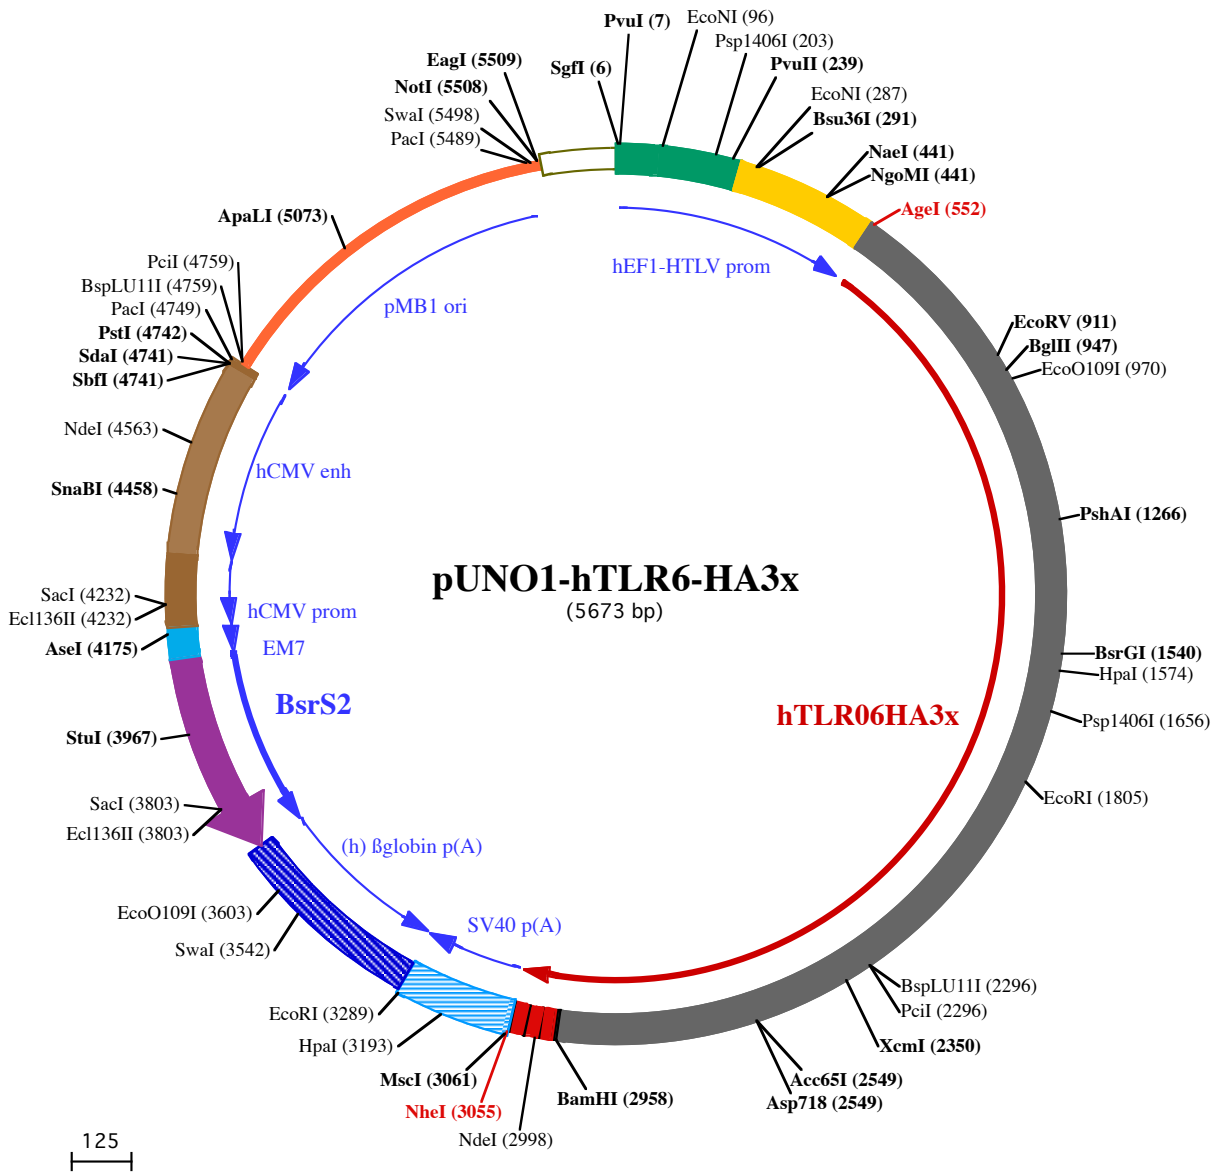 PvuI (7)
EcoNI (96)
Psp1406I (203)
PvuII (239)
EcoNI (287)
Bsu36I (291)
NaeI (441)
NgoMI (441)
AgeI (552)
EcoRV (911)
BglII (947)
EcoO109I (970)
PshAI (1266)
BsrGI (1540)
HpaI (1574)
Psp1406I (1656)
EcoRI (1805)
BspLU11I (2296)
PciI (2296)
XcmI (2350)
Acc65I (2549)
Asp718 (2549)
BamHI (2958)
NdeI (2998)
NheI (3055)
MscI (3061)
HpaI (3193)
EcoRI (3289)
SwaI (3542)
EcoO109I (3603)
Ecl136II (3803)
SacI (3803)
StuI (3967)
AseI (4175)
Ecl136II (4232)
SacI (4232)
SnaBI (4458)
NdeI (4563)
SbfI (4741)
SdaI (4741)
PstI (4742)
PacI (4749)
BspLU11I (4759)
PciI (4759)
ApaLI (5073)
PacI (5489)
SwaI (5498)
NotI (5508)
EagI (5509)
SgfI (6)
hEF1-HTLV prom
pMB1 ori
hCMV enh
hCMV prom
EM7
BsrS2
(h) ßglobin p(A)
SV40 p(A)
hTLR06HA3x
pUNO1-hTLR6-HA3x
(5673 bp)
125